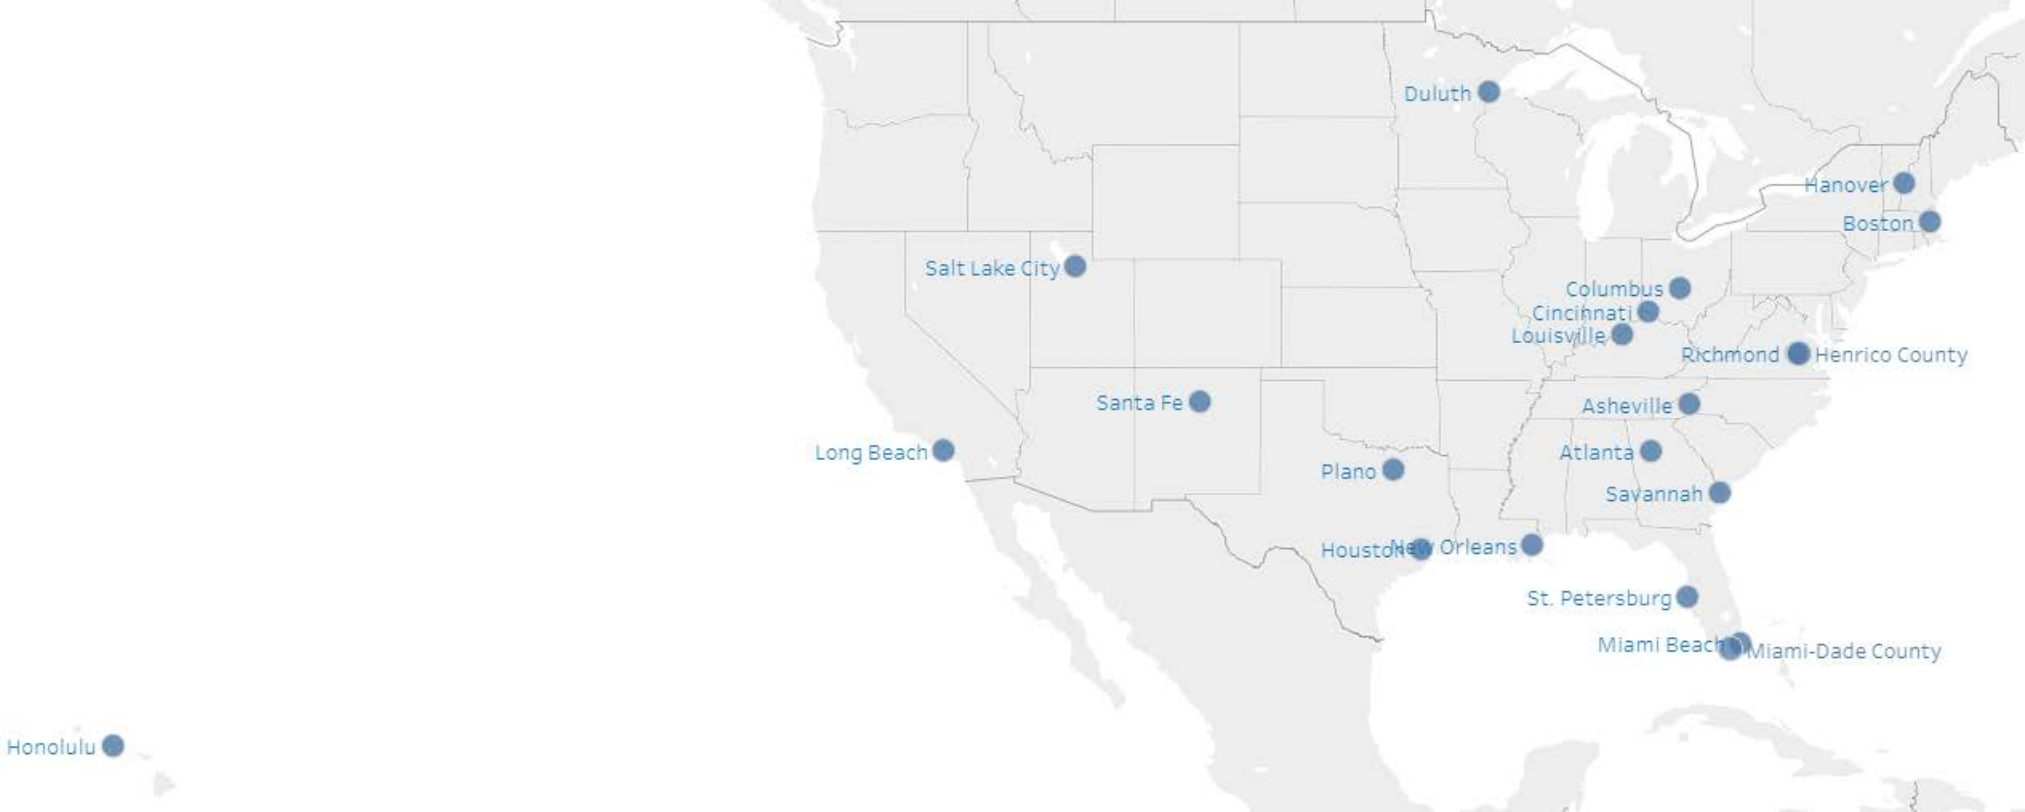 Duluth
Hanover
Boston
Salt Lake City
Columbus
Cincinnati
Louisville
Richmond
Henrico County
Santa Fe
Asheville
Long Beach
Atlanta
Plano
Savannah
Houston
New Orleans
St. Petersburg
Miami Beach
Miami-Dade County
Honolulu